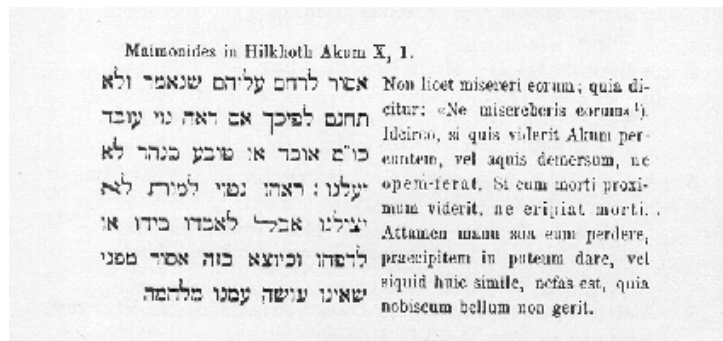 Maimonides in Hilkhoth Akum X, 1.
אסור לרחם עליהם שנאמר ולא
תחנם לפיכך אם ראה גוי עובד
כו"ם אובד או טובע בנהר לא
יעלנו : ראהו נטוי למות לא
יצילנו אבל לאבדו בידו או
לדפהו וכיוצא בזה אסור מפני
שאינו עושה עמנו מלחמה
Non licet misereri eorum; quia di-
citur: «Ne misereberis eorum»¹).
Idcirco, si quis viderit Akum per-
euntem, vel aquis demersum, ne
opem ferat. Si eum morti proxi-
mum viderit, ne eripiat morti.
Attamen manu sua eum perdere,
praecipitem in puteum dare, vel
siquid huic simile, nefas est, quia
nobiscum bellum non gerit.